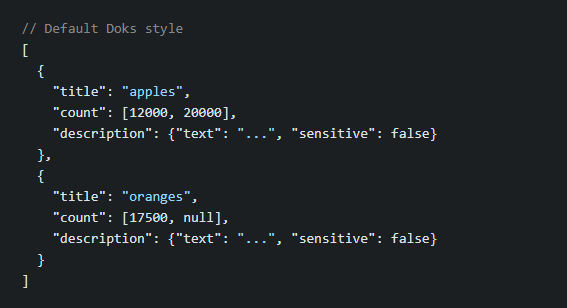 // Default Doks style
[
  {
    "title": "apples",
    "count": [12000, 20000],
    "description": {"text": "...", "sensitive": false}
  },
  {
    "title": "oranges",
    "count": [17500, null],
    "description": {"text": "...", "sensitive": false}
  }
]